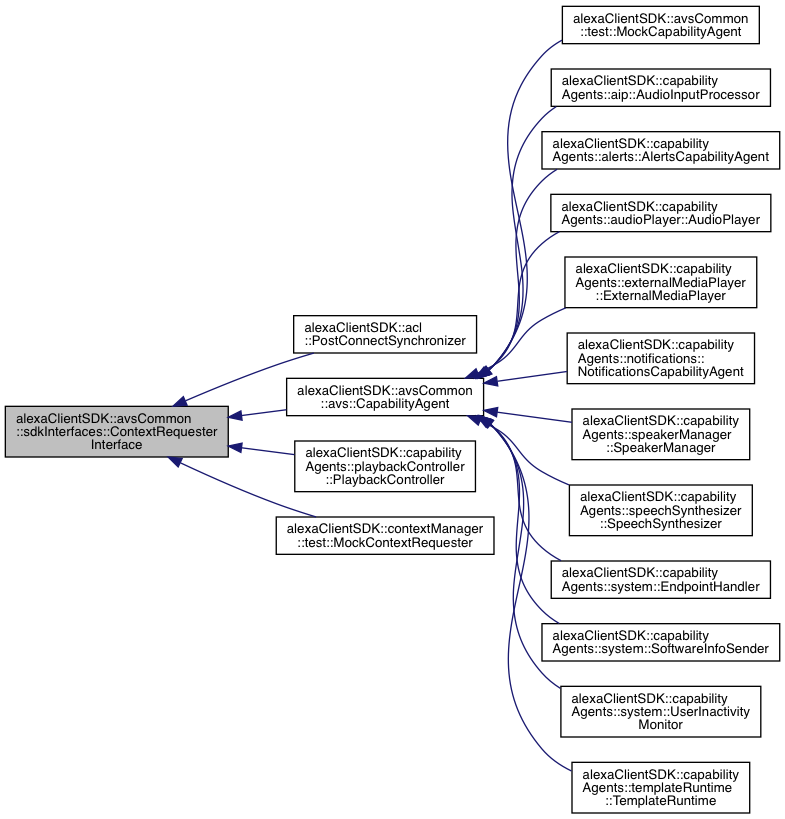 alexaClientSDK::avsCommon
::test::MockCapabilityAgent
alexaClientSDK::capability
Agents::aip::AudioInputProcessor
alexaClientSDK::capability
Agents::alerts::AlertsCapabilityAgent
alexaClientSDK::capability
Agents::audioPlayer::AudioPlayer
alexaClientSDK::capability
Agents::externalMediaPlayer
::ExternalMediaPlayer
alexaClientSDK::acl
::PostConnectSynchronizer
alexaClientSDK::capability
Agents::notifications::
NotificationsCapabilityAgent
alexaClientSDK::avsCommon
::avs::CapabilityAgent
alexaClientSDK::avsCommon
::sdkInterfaces::ContextRequester
Interface
alexaClientSDK::capability
Agents::speakerManager
::SpeakerManager
alexaClientSDK::capability
Agents::playbackController
::PlaybackController
alexaClientSDK::capability
Agents::speechSynthesizer
::SpeechSynthesizer
alexaClientSDK::contextManager
::test::MockContextRequester
alexaClientSDK::capability
Agents::system::EndpointHandler
alexaClientSDK::capability
Agents::system::SoftwareInfoSender
alexaClientSDK::capability
Agents::system::UserInactivity
Monitor
alexaClientSDK::capability
Agents::templateRuntime
::TemplateRuntime